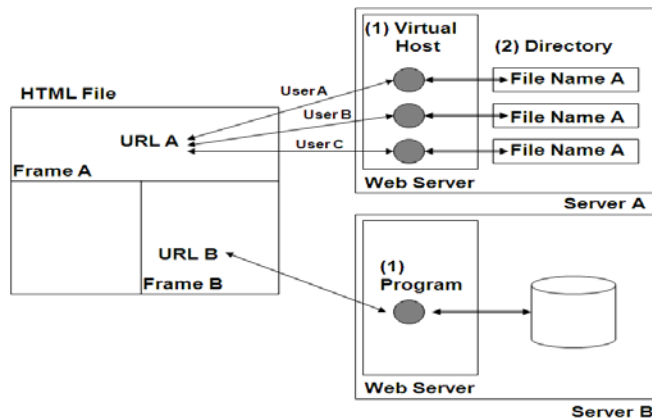 HTML File
URL A
Frame A
URL B
Frame B
User A
User B
User C
(1) Virtual
Host
(2) Directory
File Name A
File Name A
File Name A
Web Server
Server A
(1)
Program
Web Server
Server B